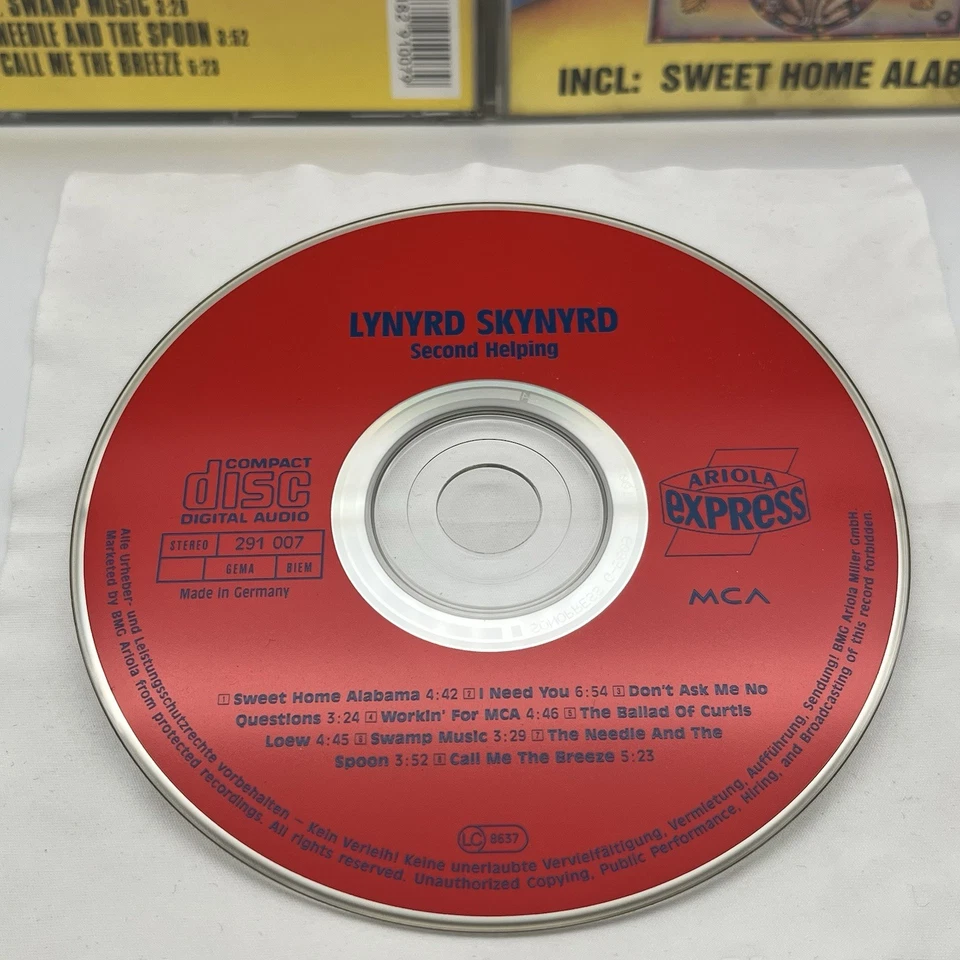 . SWAMP MUSIC 3:28
NEEDLE AND THE SPOON 3:52
CALL ME THE BREEZE 5:23
82 910079
INCL: SWEET HOME ALAB
LYNYRD SKYNYRD
Second Helping
COMPACT
disc
DIGITAL AUDIO
STEREO 291 007
GEMA BIEM
Made in Germany
ARIOLA
eXPRESS
MCA
1 Sweet Home Alabama 4:42 2 I Need You 6:54 3 Don't Ask Me No
Questions 3:24 4 Workin' For MCA 4:46 5 The Ballad Of Curtis
Loew 4:45 6 Swamp Music 3:29 7 The Needle And The
Spoon 3:52 8 Call Me The Breeze 5:23
LC 8637
Alle Urheber- und Leistungsschutzrechte vorbehalten – Kein Verleih! Keine unerlaubte Vervielfältigung, Vermietung, Aufführung, Sendung! BMG Ariola Miller GmbH.
Marketed by BMG Ariola from protected recordings. All rights reserved. Unauthorized Copying, Public Performance, Hiring, and Broadcasting of this record forbidden.